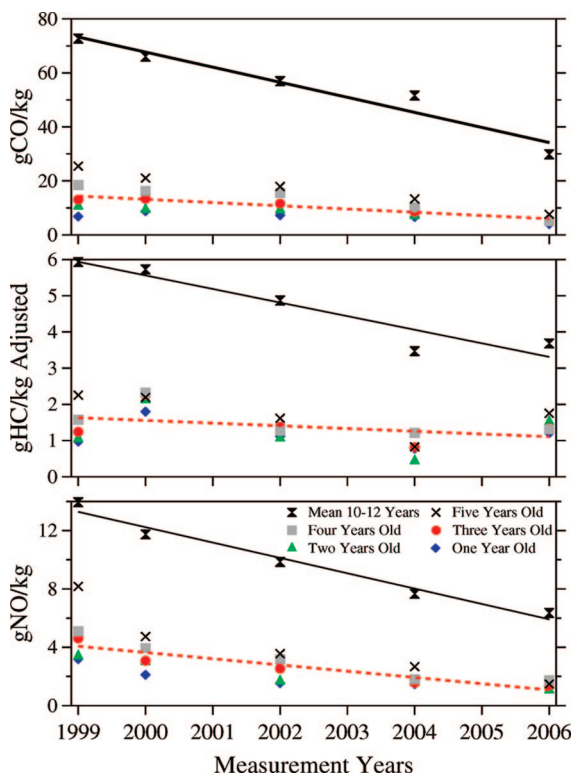 80
60
40
20
0
gCO/kg
6
5
4
3
2
1
0
gHC/kg Adjusted
Mean 10-12 Years Five Years Old
Four Years Old Three Years Old
Two Years Old One Year Old
12
8
4
0
gNO/kg
1999 2000 2001 2002 2003 2004 2005 2006
Measurement Years